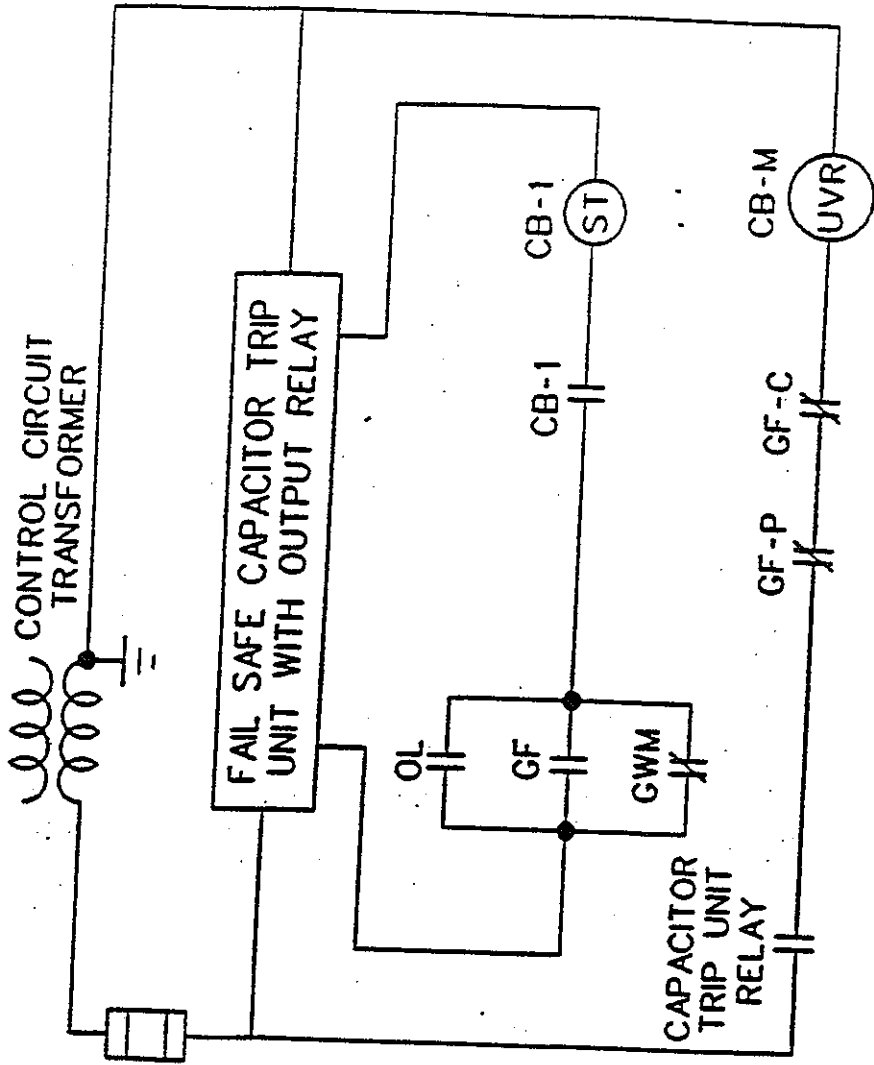 CONTROL CIRCUIT
TRANSFORMER
FAIL SAFE CAPACITOR TRIP
UNIT WITH OUTPUT RELAY
OL
GF
GWM
CB-1
CB-1
ST
CAPACITOR
TRIP UNIT
RELAY
GF-P
GF-C
CB-M
UVR